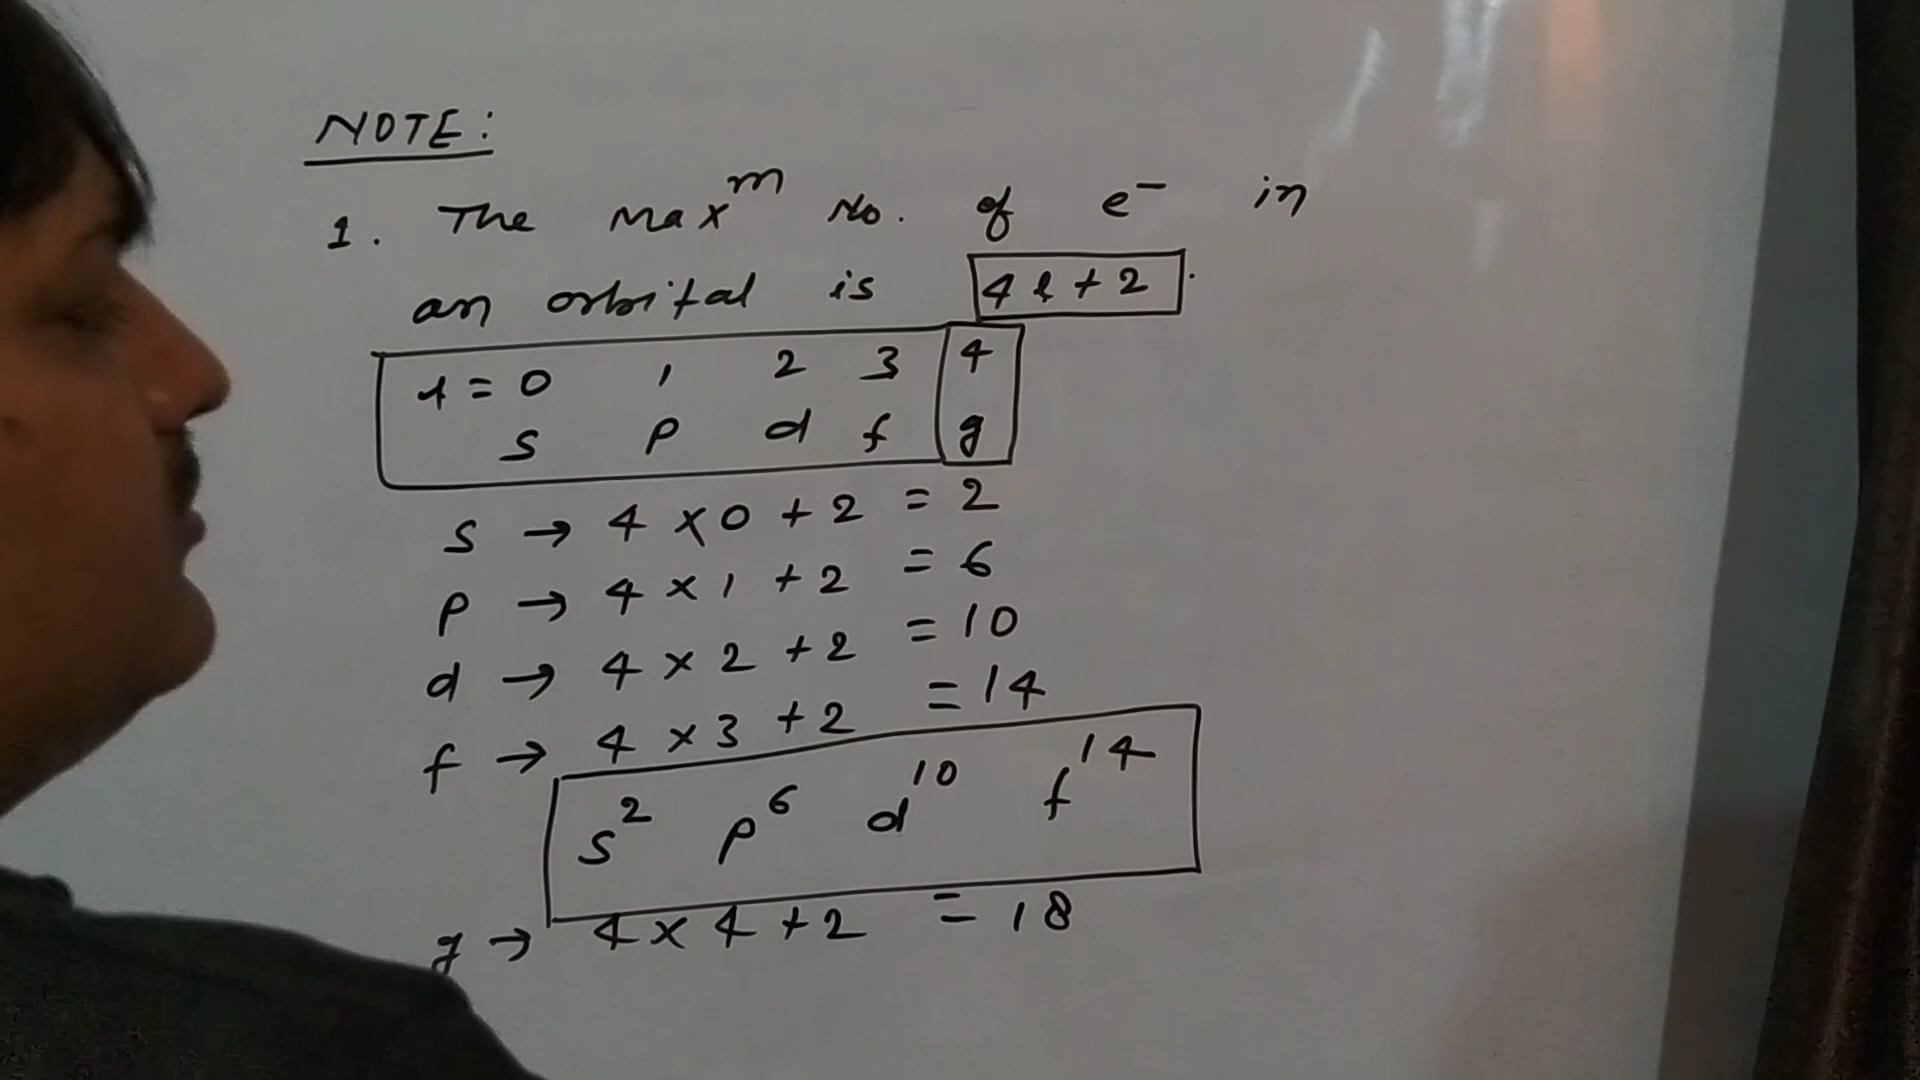 NOTE:
1. The Maxᵐ No. of e⁻ in
an orbital is 4l+2.
l = 0 1 2 3 4
s p d f g
s → 4 × 0 + 2 = 2
p → 4 × 1 + 2 = 6
d → 4 × 2 + 2 = 10
f → 4 × 3 + 2 = 14
s² p⁶ d¹⁰ f¹⁴
g → 4 × 4 + 2 = 18